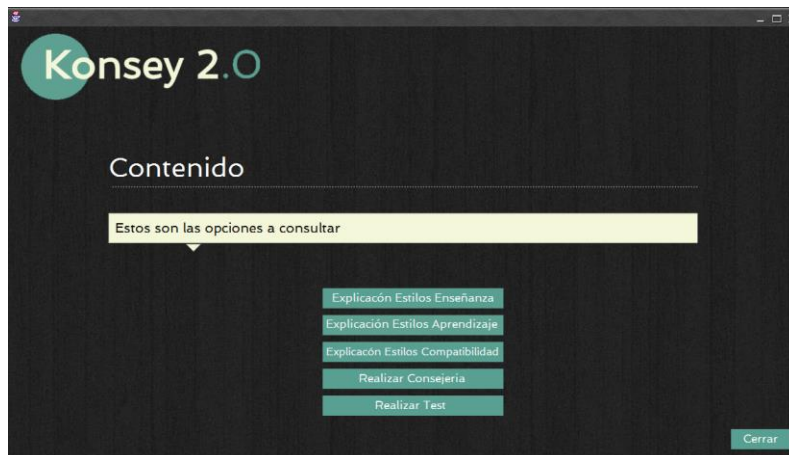 Konsey 2.0
Contenido
Estos son las opciones a consultar
Explicacón Estilos Enseñanza
Explicación Estilos Aprendizaje
Explicacón Estilos Compatibilidad
Realizar Consejeria
Realizar Test
Cerrar